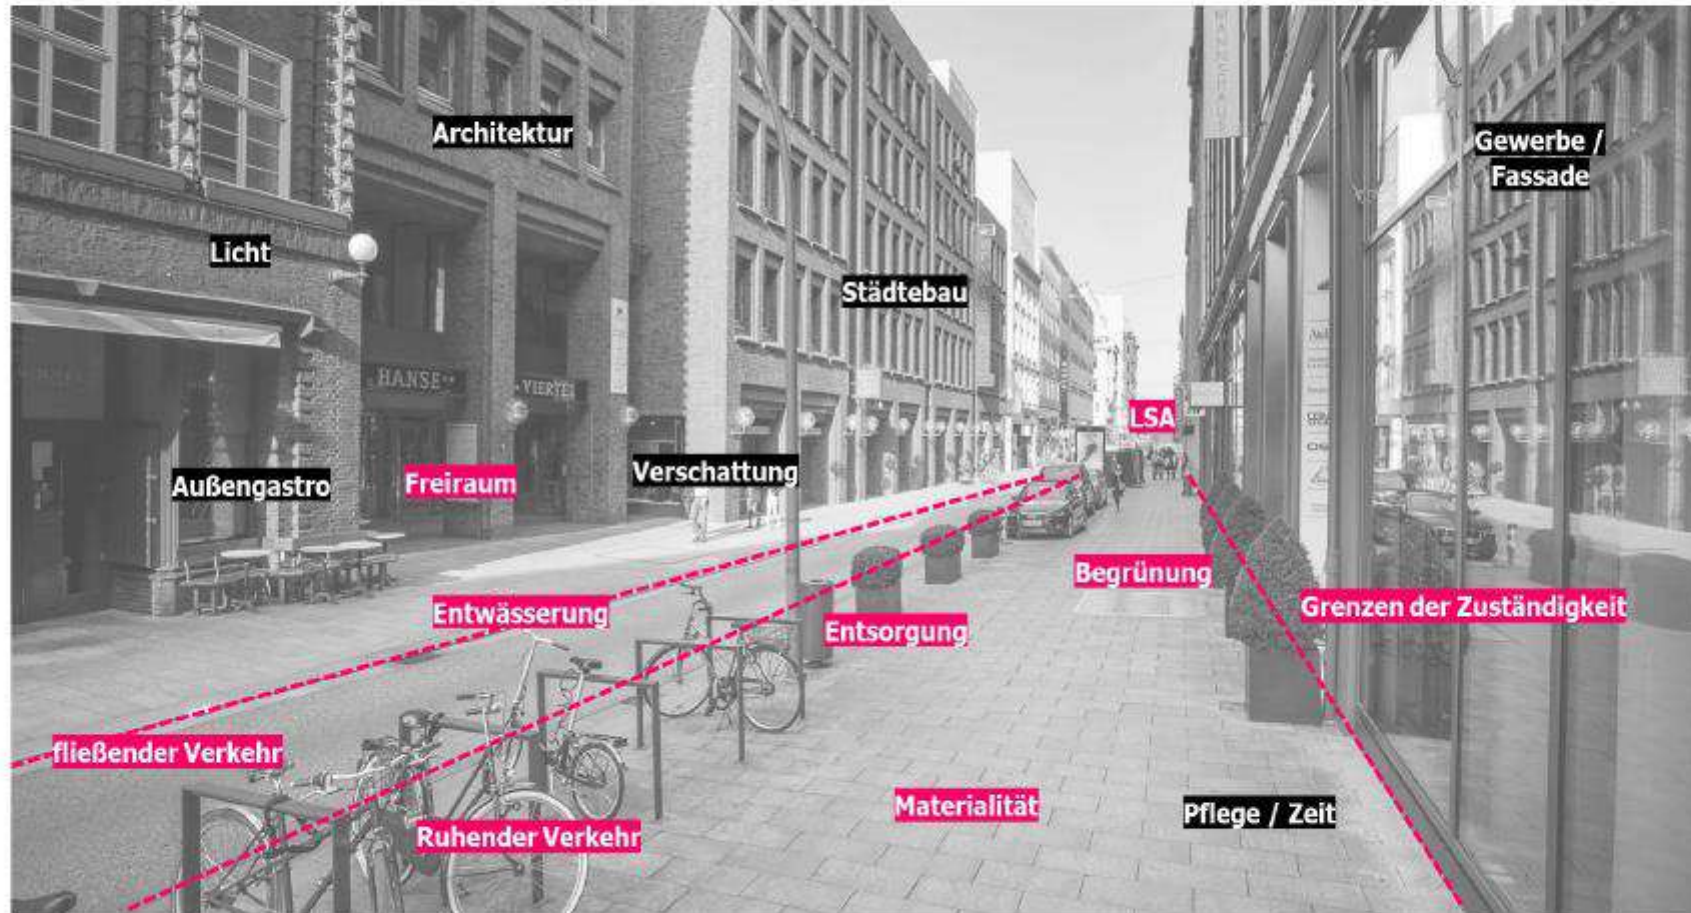 Architektur
Gewerbe /
Fassade
Licht
Städtebau
HANSE
VIERTEL
LSA
Außengastro
Freiraum
Verschattung
Begrünung
Entwässerung
Entsorgung
Grenzen der Zuständigkeit
fließender Verkehr
Materialität
Pflege / Zeit
Ruhender Verkehr